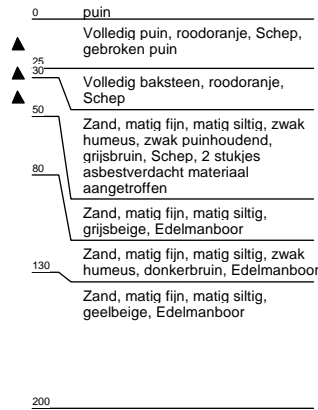 0 puin
Volledig puin, roodoranje, Schep,
gebroken puin
25
30
Volledig baksteen, roodoranje,
Schep
50
Zand, matig fijn, matig siltig, zwak
humeus, zwak puinhoudend,
grijsbruin, Schep, 2 stukjes
asbestverdacht materiaal
aangetroffen
80
Zand, matig fijn, matig siltig,
grijsbeige, Edelmanboor
Zand, matig fijn, matig siltig, zwak
humeus, donkerbruin, Edelmanboor
130
Zand, matig fijn, matig siltig,
geelbeige, Edelmanboor
200